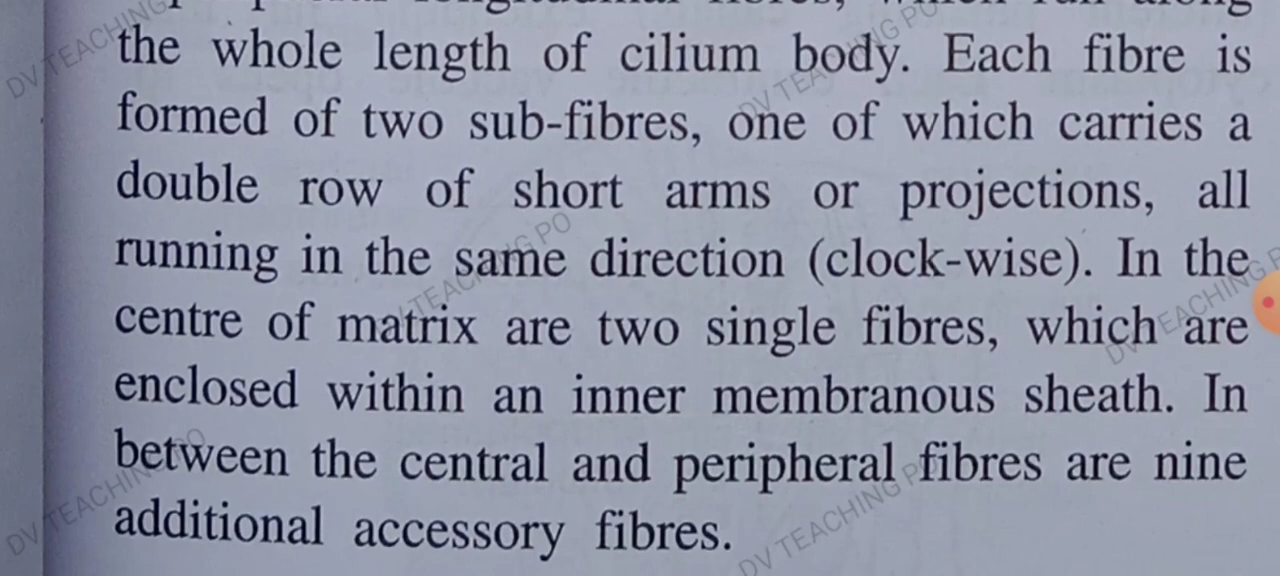 the whole length of cilium body. Each fibre is
formed of two sub-fibres, one of which carries a
double row of short arms or projections, all
running in the same direction (clock-wise). In the
centre of matrix are two single fibres, which are
enclosed within an inner membranous sheath. In
between the central and peripheral fibres are nine
additional accessory fibres.
DV TEACHING PO